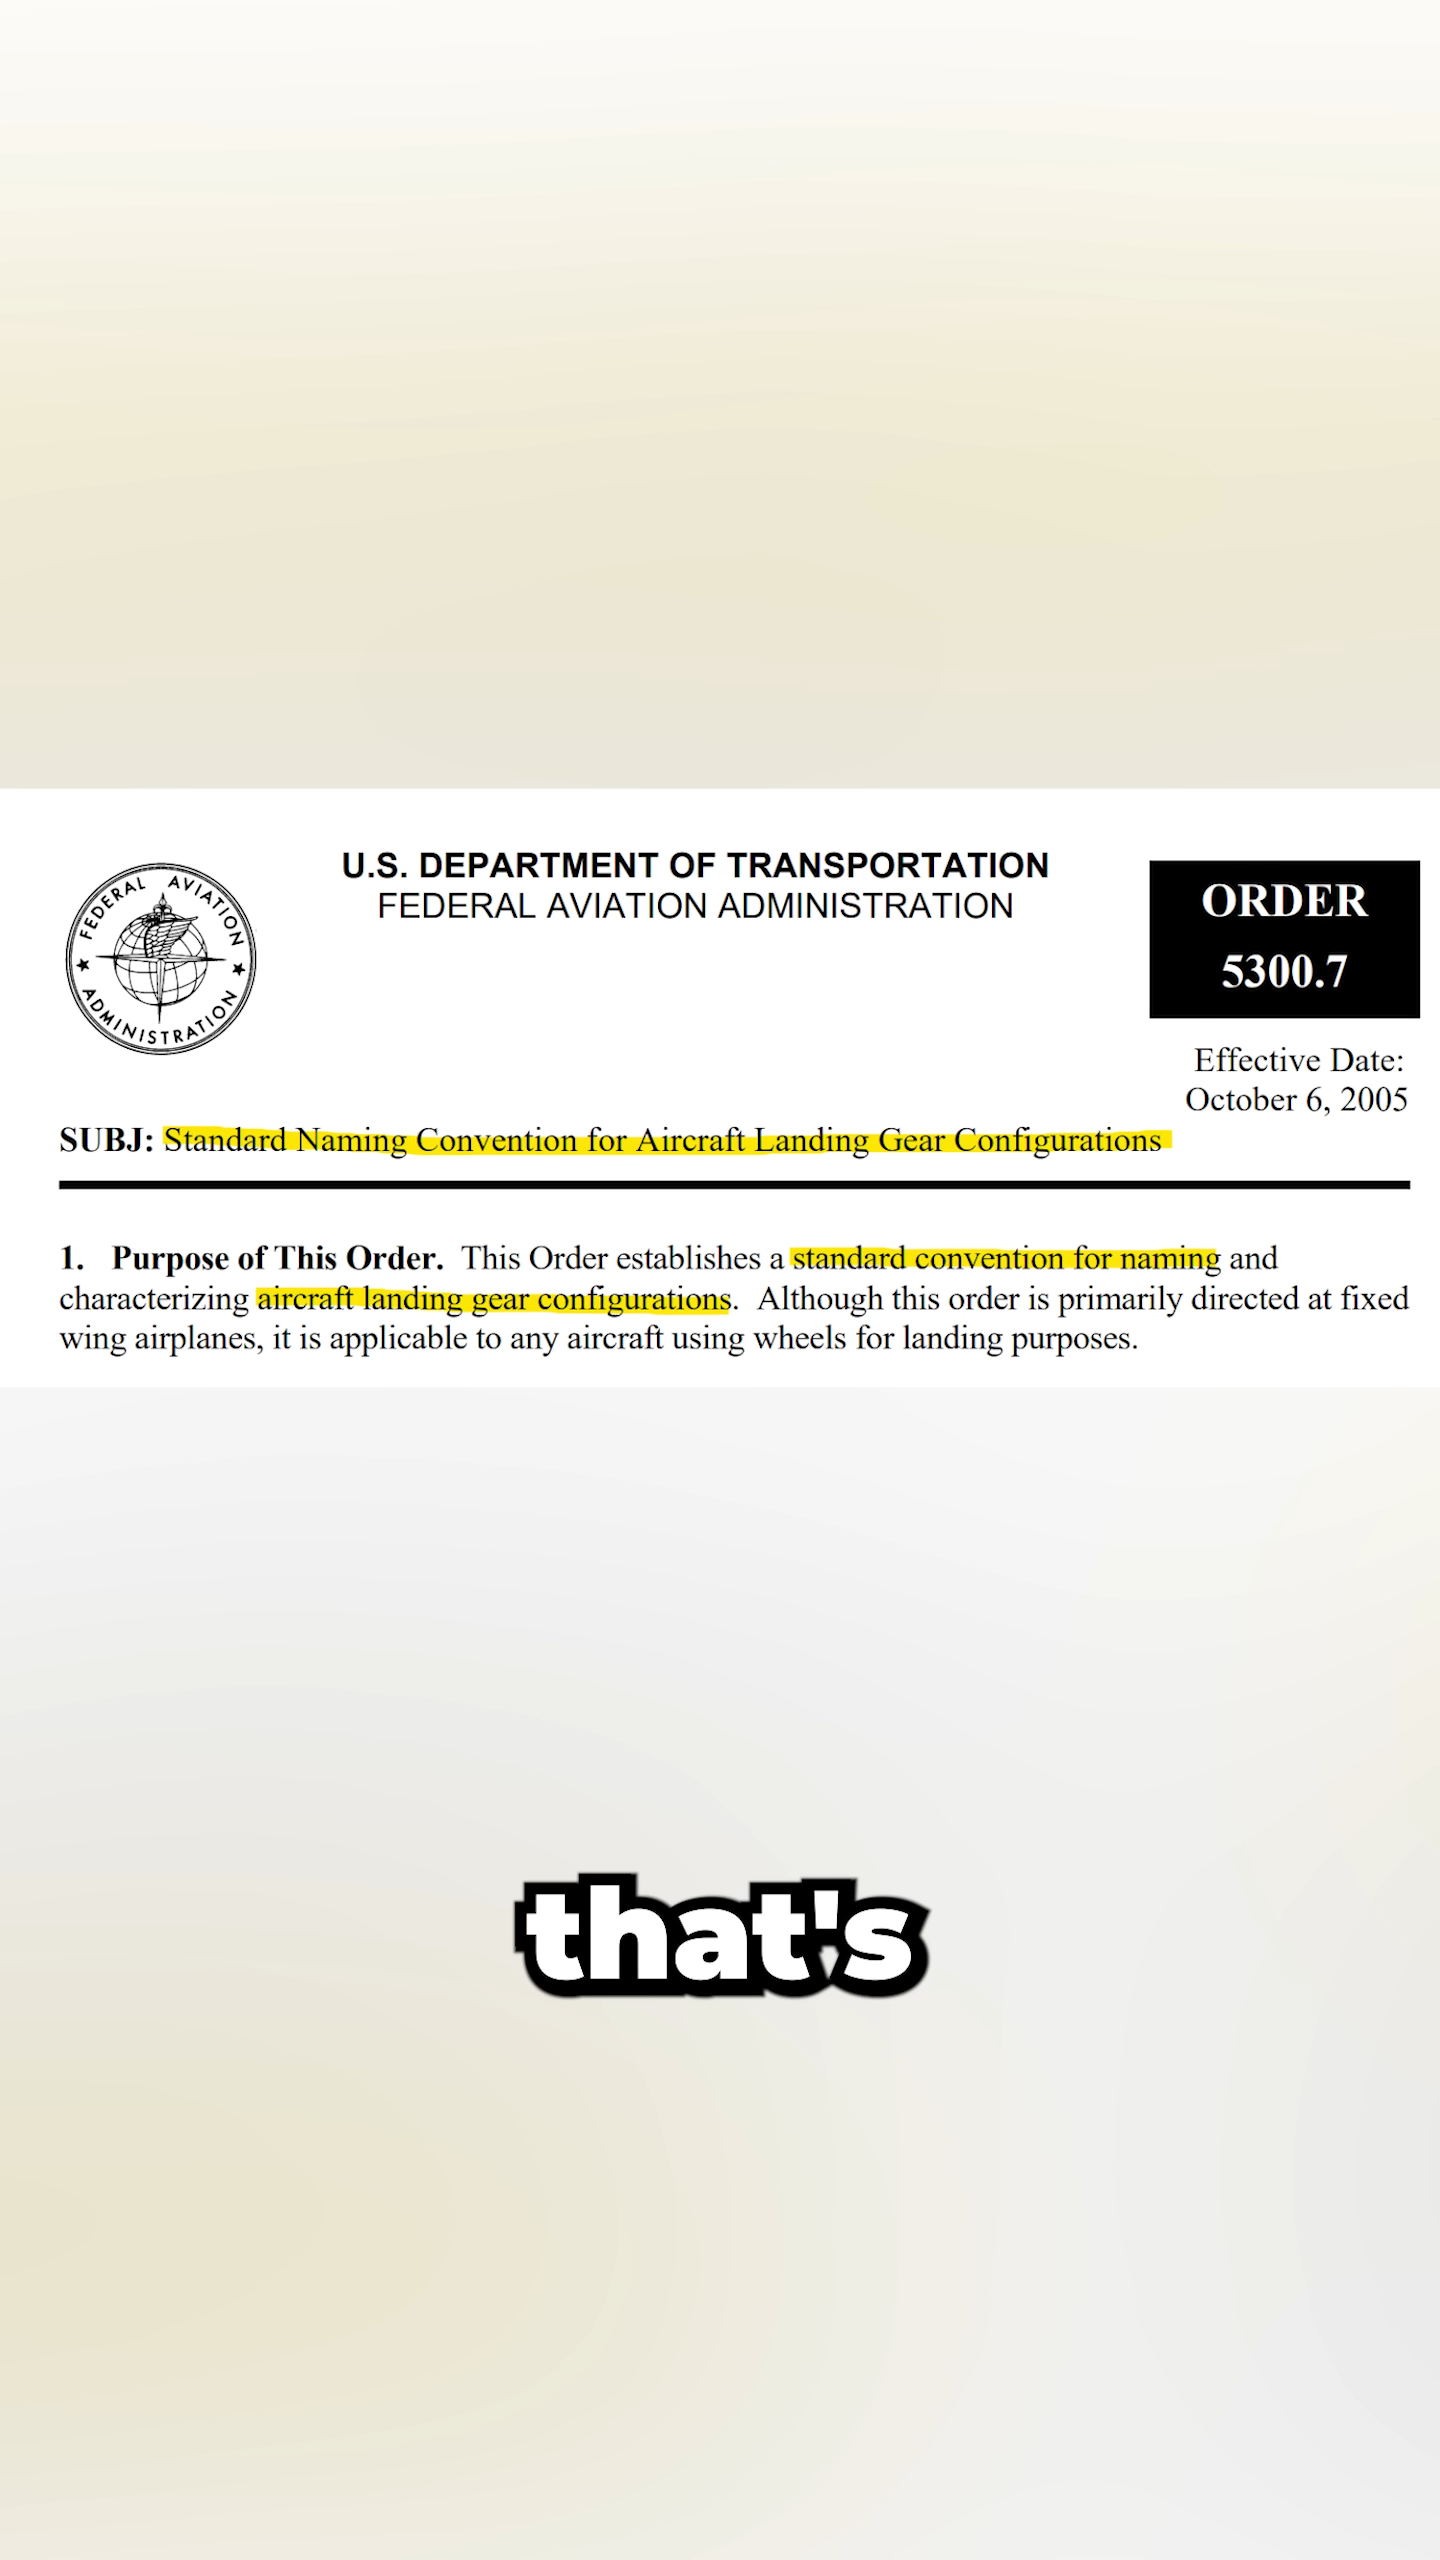 FEDERAL AVIATION
ADMINISTRATION
U.S. DEPARTMENT OF TRANSPORTATION
FEDERAL AVIATION ADMINISTRATION
ORDER
5300.7
Effective Date:
October 6, 2005
SUBJ: Standard Naming Convention for Aircraft Landing Gear Configurations
1. Purpose of This Order. This Order establishes a standard convention for naming and
characterizing aircraft landing gear configurations. Although this order is primarily directed at fixed
wing airplanes, it is applicable to any aircraft using wheels for landing purposes.
that's